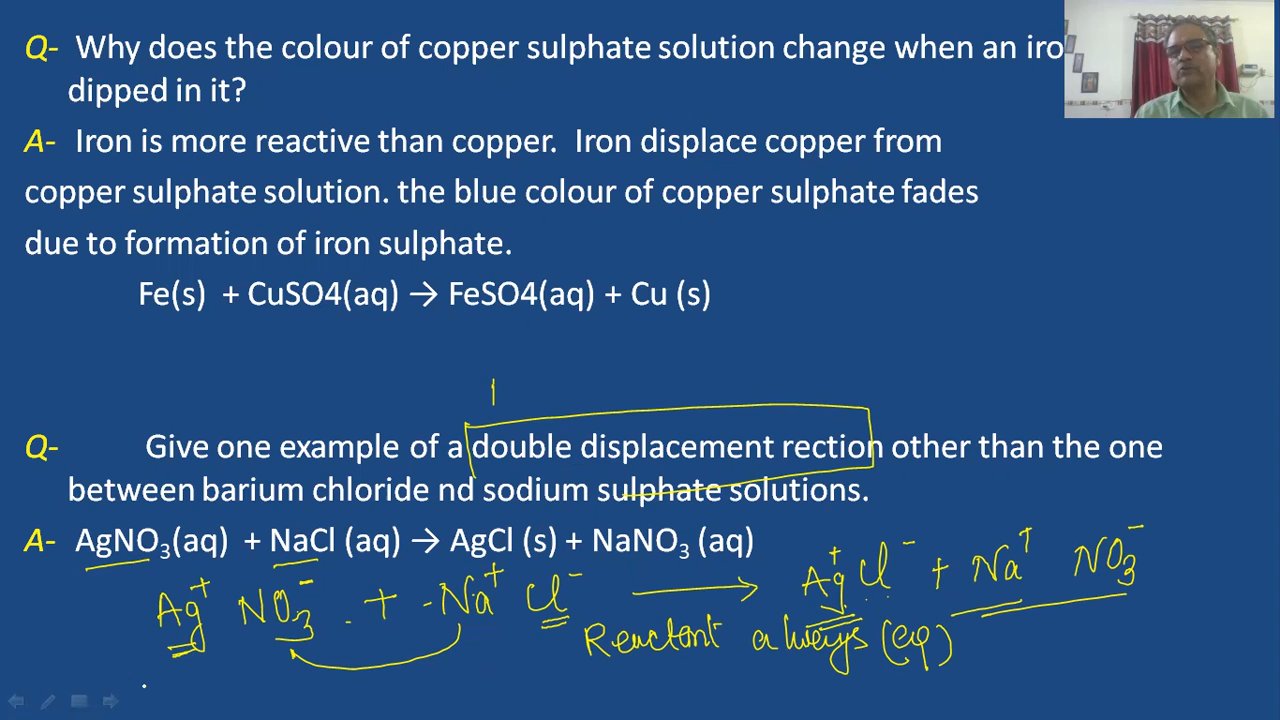 Q- Why does the colour of copper sulphate solution change when an iro
dipped in it?
A- Iron is more reactive than copper. Iron displace copper from
copper sulphate solution. the blue colour of copper sulphate fades
due to formation of iron sulphate.
Fe(s) + CuSO4(aq) → FeSO4(aq) + Cu (s)
Q- Give one example of a double displacement rection other than the one
between barium chloride nd sodium sulphate solutions.
A- AgNO₃(aq) + NaCl (aq) → AgCl (s) + NaNO₃ (aq)
Ag⁺ NO₃⁻ + Na⁺ Cl⁻ → Ag⁺Cl⁻ + Na⁺ NO₃⁻
Reactant always (aq)